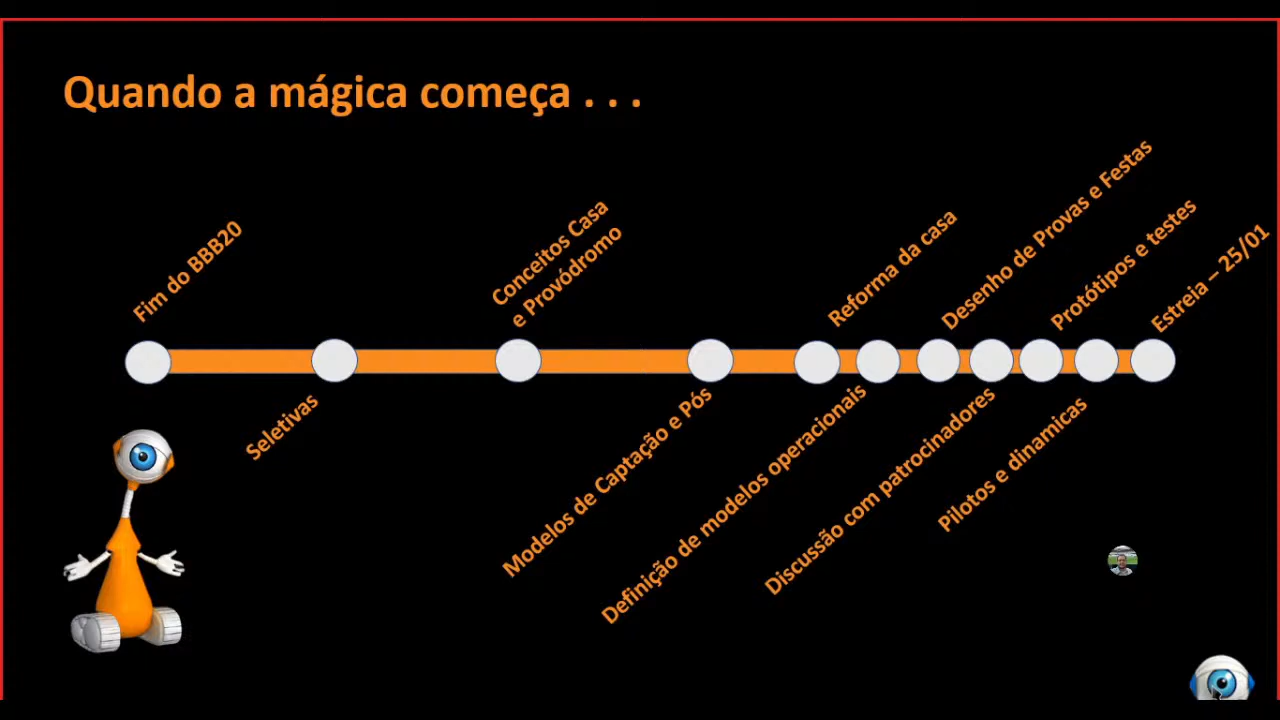 Quando a mágica começa . . .
Fim do BBB20
Seletivas
Conceitos Casa
e Provódromo
Modelos de Captação e Pós
Reforma da casa
Definição de modelos operacionais
Desenho de Provas e Festas
Discussão com patrocinadores
Protótipos e testes
Pilotos e dinamicas
Estreia – 25/01